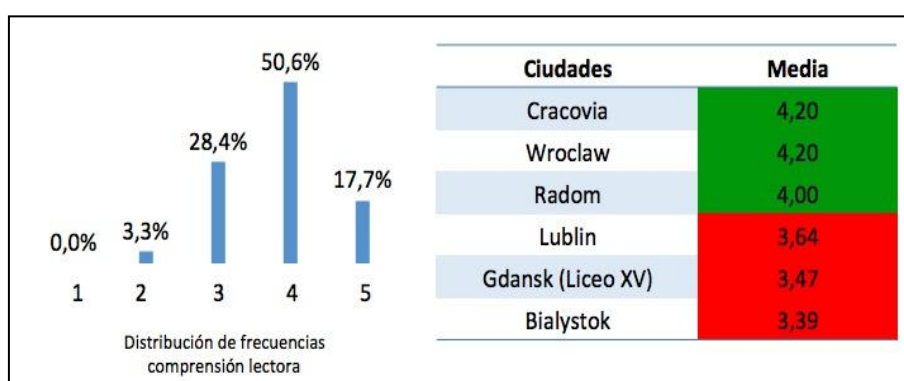 50,6%
28,4%
17,7%
3,3%
0,0%
1 2 3 4 5
Distribución de frecuencias
comprensión lectora
Ciudades Media
Cracovia 4,20
Wroclaw 4,20
Radom 4,00
Lublin 3,64
Gdansk (Liceo XV) 3,47
Bialystok 3,39